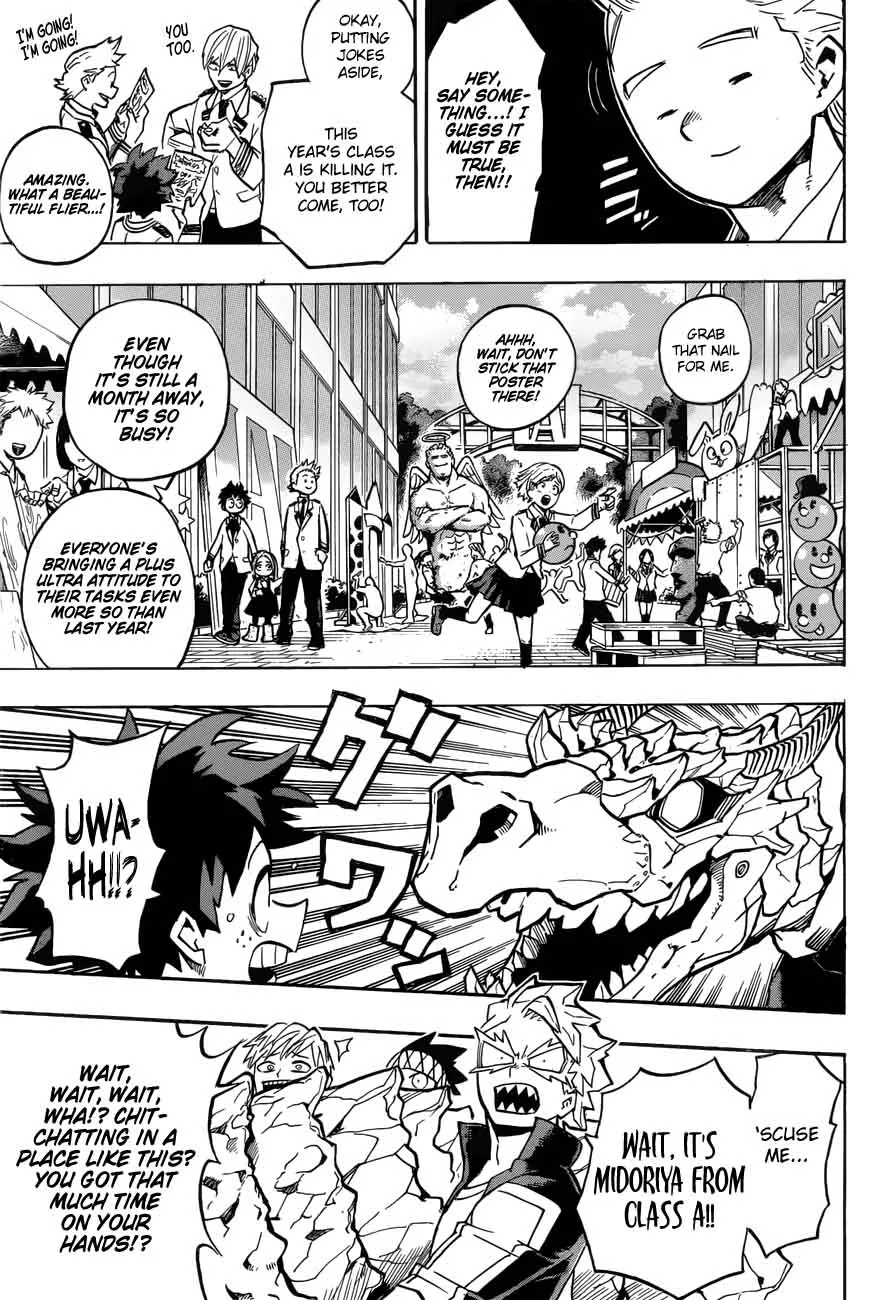 HEY,
SAY SOME-
THING...! I
GUESS IT
MUST BE
TRUE,
THEN!!
OKAY,
PUTTING
JOKES
ASIDE,
THIS
YEAR'S CLASS
A IS KILLING IT.
YOU BETTER
COME, TOO!
YOU
TOO.
I'M GOING!
I'M GOING!
AMAZING.
WHAT A BEAU-
TIFUL FLIER...!
GRAB
THAT NAIL
FOR ME.
AHHH,
WAIT, DON'T
STICK THAT
POSTER
THERE!
EVEN
THOUGH
IT'S STILL A
MONTH AWAY,
IT'S SO
BUSY!
EVERYONE'S
BRINGING A PLUS
ULTRA ATTITUDE TO
THEIR TASKS EVEN
MORE SO THAN
LAST YEAR!
グワッ
UWA-
HH!!?
'SCUSE
ME...
WAIT, IT'S
MIDORIYA FROM
CLASS A!!
WAIT,
WAIT, WAIT,
WHA!? CHIT-
CHATTING IN A
PLACE LIKE THIS?
YOU GOT THAT
MUCH TIME
ON YOUR
HANDS!?